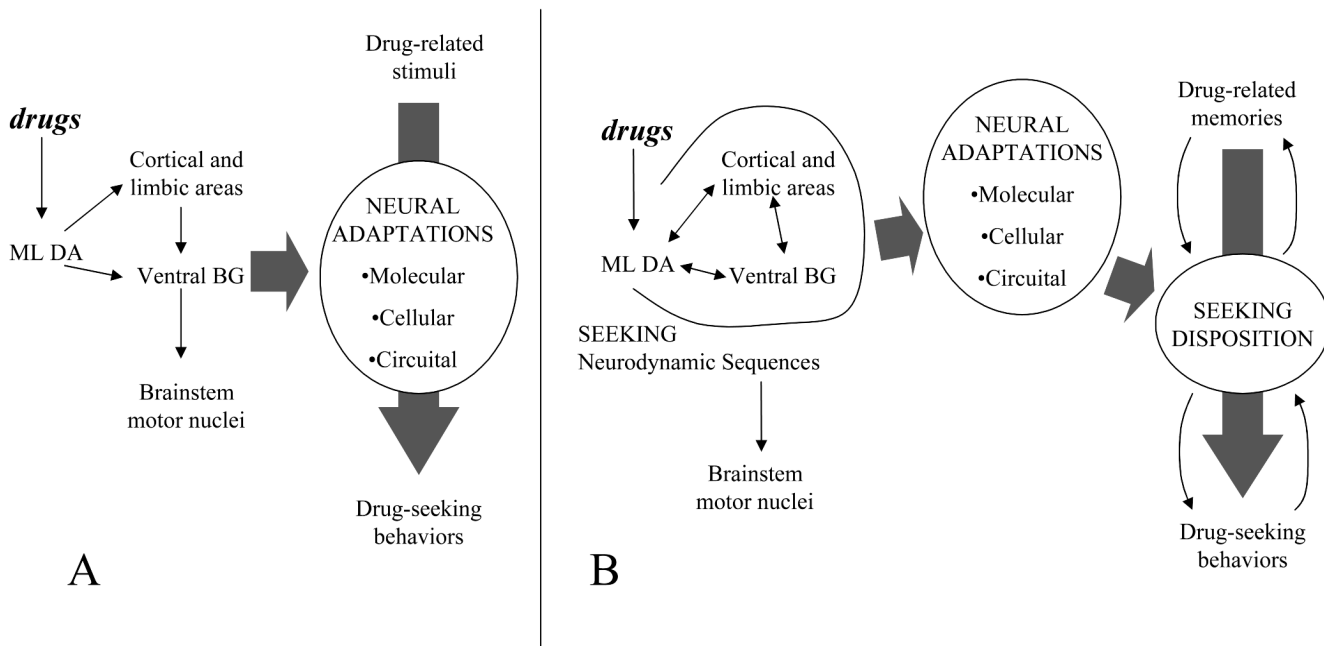 Drug-related
stimuli
drugs
Cortical and
limbic areas
ML DA
Ventral BG
Brainstem
motor nuclei
NEURAL
ADAPTATIONS
•Molecular
•Cellular
•Circuital
Drug-seeking
behaviors
A
drugs
Cortical and
limbic areas
ML DA
Ventral BG
SEEKING
Neurodynamic Sequences
Brainstem
motor nuclei
NEURAL
ADAPTATIONS
•Molecular
•Cellular
•Circuital
Drug-related
memories
SEEKING
DISPOSITION
Drug-seeking
behaviors
B